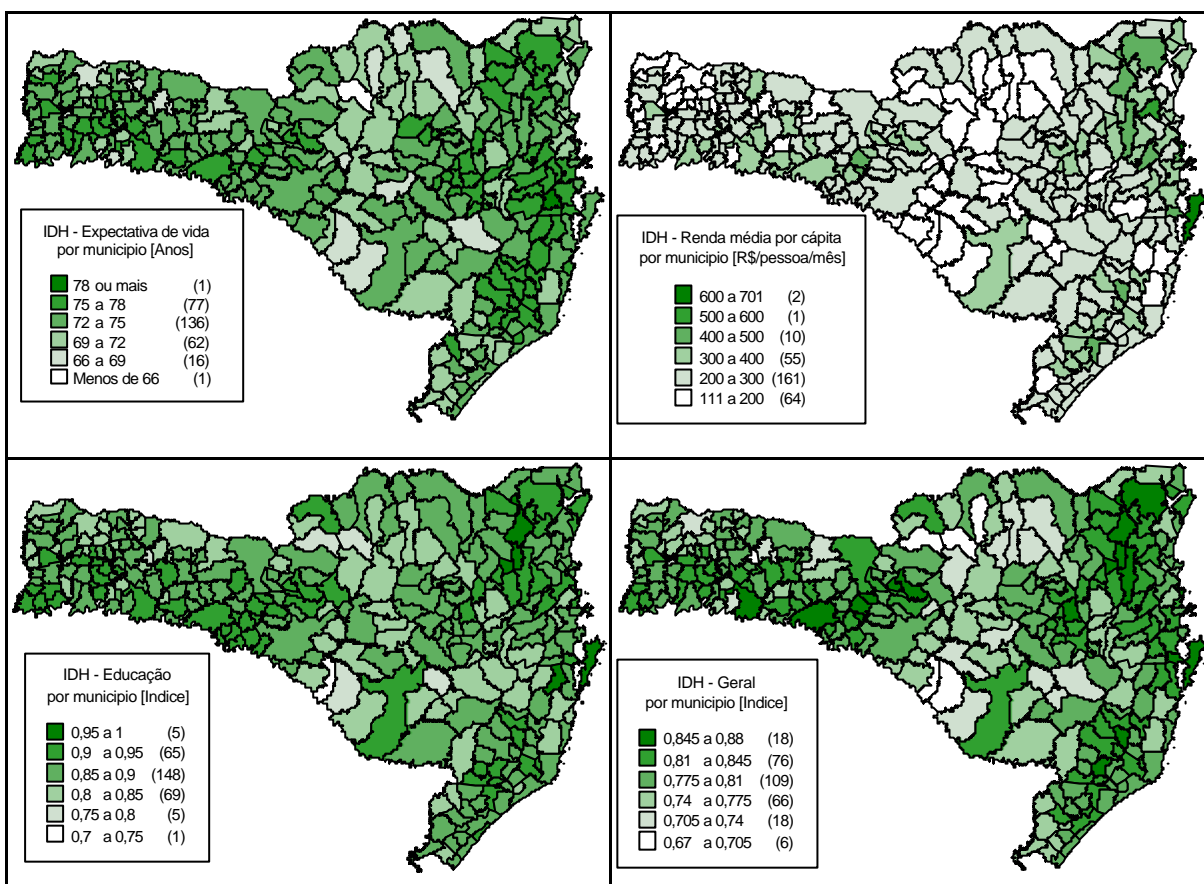 IDH - Expectativa de vida
por municipio [Anos]
78 ou mais (1)
75 a 78 (77)
72 a 75 (136)
69 a 72 (62)
66 a 69 (16)
Menos de 66 (1)
IDH - Renda média por cápita
por municipio [R$/pessoa/mês]
600 a 701 (2)
500 a 600 (1)
400 a 500 (10)
300 a 400 (55)
200 a 300 (161)
111 a 200 (64)
IDH - Educação
por municipio [Indice]
0,95 a 1 (5)
0,9 a 0,95 (65)
0,85 a 0,9 (148)
0,8 a 0,85 (69)
0,75 a 0,8 (5)
0,7 a 0,75 (1)
IDH - Geral
por municipio [Indice]
0,845 a 0,88 (18)
0,81 a 0,845 (76)
0,775 a 0,81 (109)
0,74 a 0,775 (66)
0,705 a 0,74 (18)
0,67 a 0,705 (6)